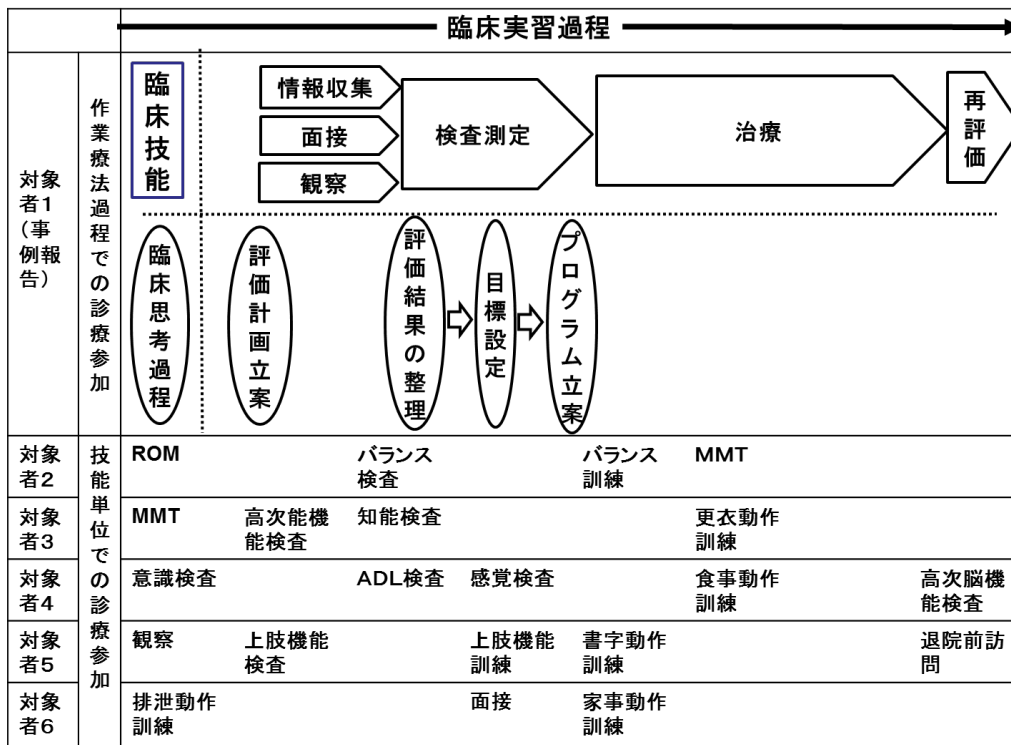 臨床実習過程
対象
者1
（事
例報
告）
作業療法過程での診療参加
臨床技能
情報収集
面接
観察
検査測定
治療
再評価
臨床思考過程
評価計画立案
評価結果の整理
目標設定
プログラム立案
技能単位での診療参加
対象
者2
ROM
バランス
検査
バランス
訓練
MMT
対象
者3
MMT
高次能機
能検査
知能検査
更衣動作
訓練
対象
者4
意識検査
ADL検査
感覚検査
食事動作
訓練
高次脳機
能検査
対象
者5
観察
上肢機能
検査
上肢機能
訓練
書字動作
訓練
退院前訪
問
対象
者6
排泄動作
訓練
面接
家事動作
訓練